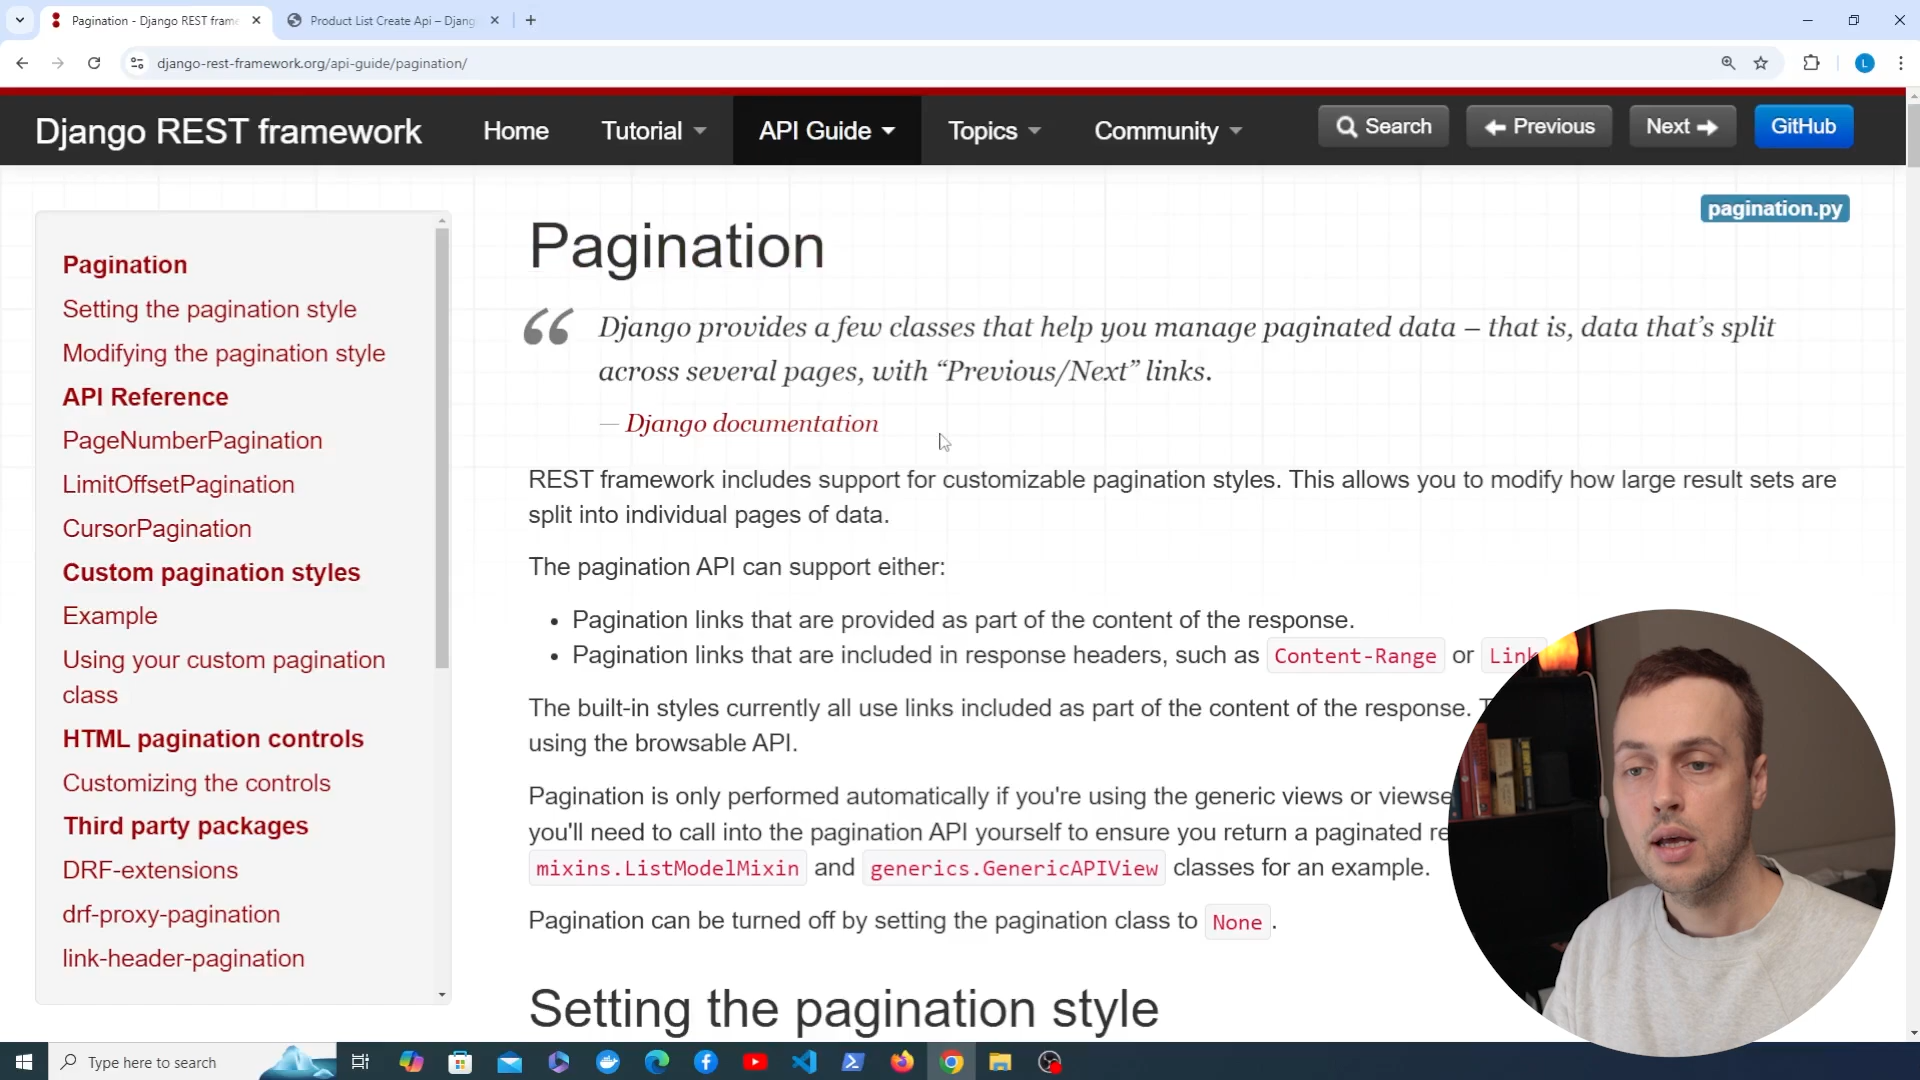 Pagination - Django REST fram
Product List Create Api – Djang
django-rest-framework.org/api-guide/pagination/
L
Django REST framework
Home
Tutorial
API Guide
Topics
Community
Search
Previous
Next
GitHub
pagination.py
Pagination
Setting the pagination style
Modifying the pagination style
API Reference
PageNumberPagination
LimitOffsetPagination
CursorPagination
Custom pagination styles
Example
Using your custom pagination
class
HTML pagination controls
Customizing the controls
Third party packages
DRF-extensions
drf-proxy-pagination
link-header-pagination
Pagination
“ Django provides a few classes that help you manage paginated data – that is, data that’s split
across several pages, with “Previous/Next” links.
— Django documentation
REST framework includes support for customizable pagination styles. This allows you to modify how large result sets are
split into individual pages of data.
The pagination API can support either:
• Pagination links that are provided as part of the content of the response.
• Pagination links that are included in response headers, such as Content-Range or Link
The built-in styles currently all use links included as part of the content of the response.
using the browsable API.
Pagination is only performed automatically if you're using the generic views or viewse
you'll need to call into the pagination API yourself to ensure you return a paginated re
mixins.ListModelMixin and generics.GenericAPIView classes for an example.
Pagination can be turned off by setting the pagination class to None.
Setting the pagination style
Type here to search